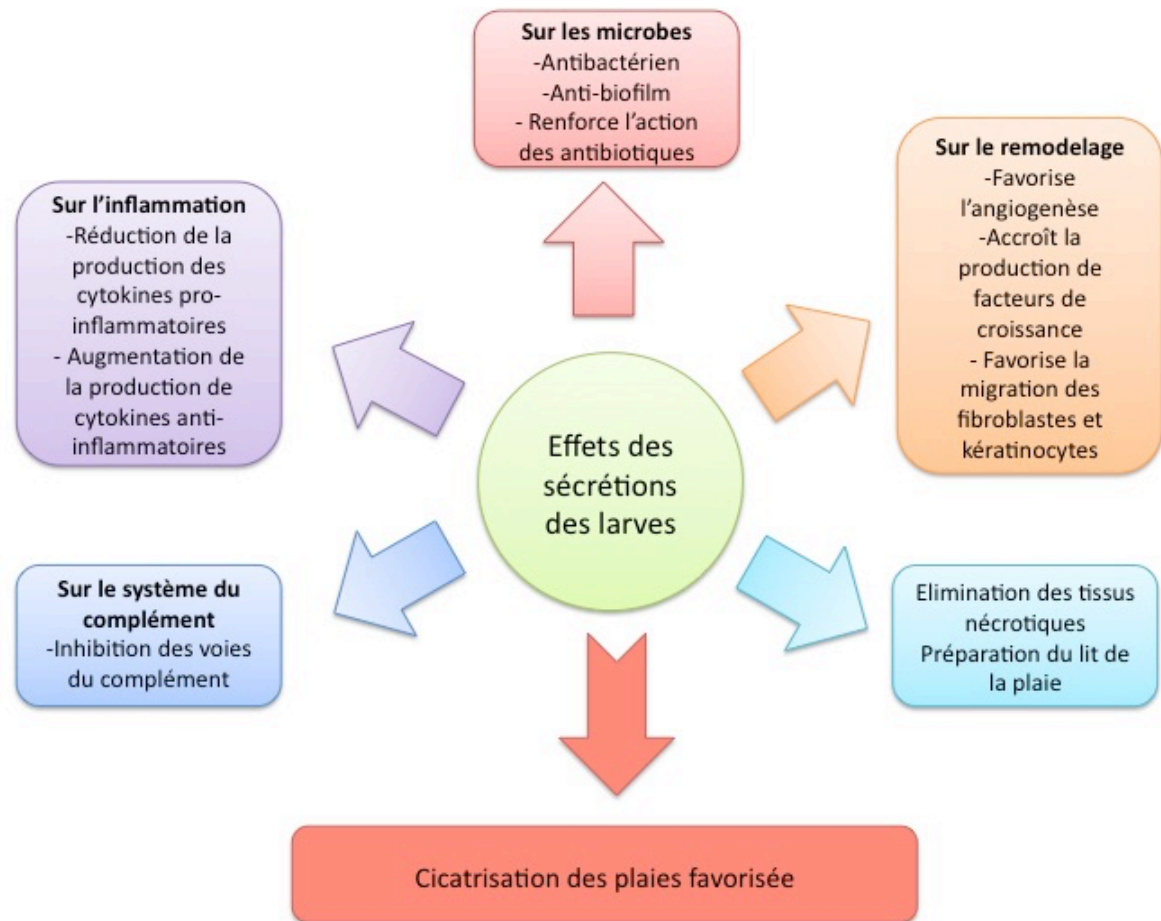 Sur les microbes
-Antibactérien
-Anti-biofilm
- Renforce l’action
des antibiotiques
Sur le remodelage
-Favorise
l’angiogenèse
-Accroît la
production de
facteurs de
croissance
- Favorise la
migration des
fibroblastes et
kératinocytes
Sur l’inflammation
-Réduction de la
production des
cytokines pro-
inflammatoires
- Augmentation de
la production de
cytokines anti-
inflammatoires
Effets des
sécrétions
des larves
Sur le système du
complément
-Inhibition des voies
du complément
Elimination des tissus
nécrotiques
Préparation du lit de
la plaie
Cicatrisation des plaies favorisée